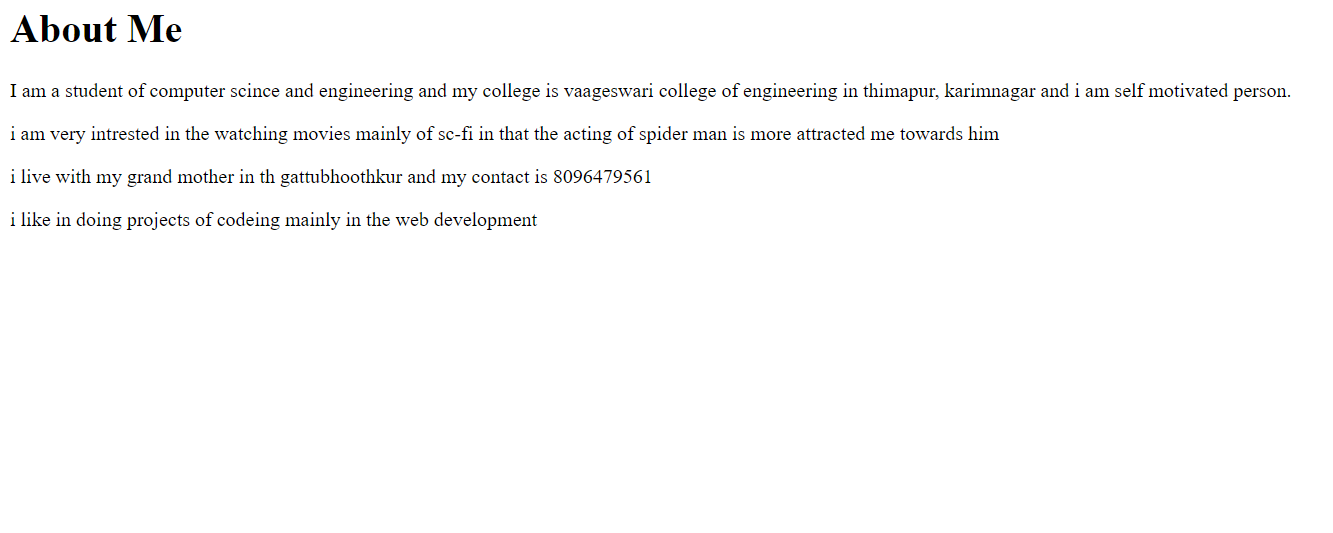 About Me
I am a student of computer scince and engineering and my college is vaageswari college of engineering in thimapur, karimnagar and i am self motivated person.
i am very intrested in the watching movies mainly of sc-fi in that the acting of spider man is more attracted me towards him
i live with my grand mother in th gattubhoothkur and my contact is 8096479561
i like in doing projects of codeing mainly in the web development